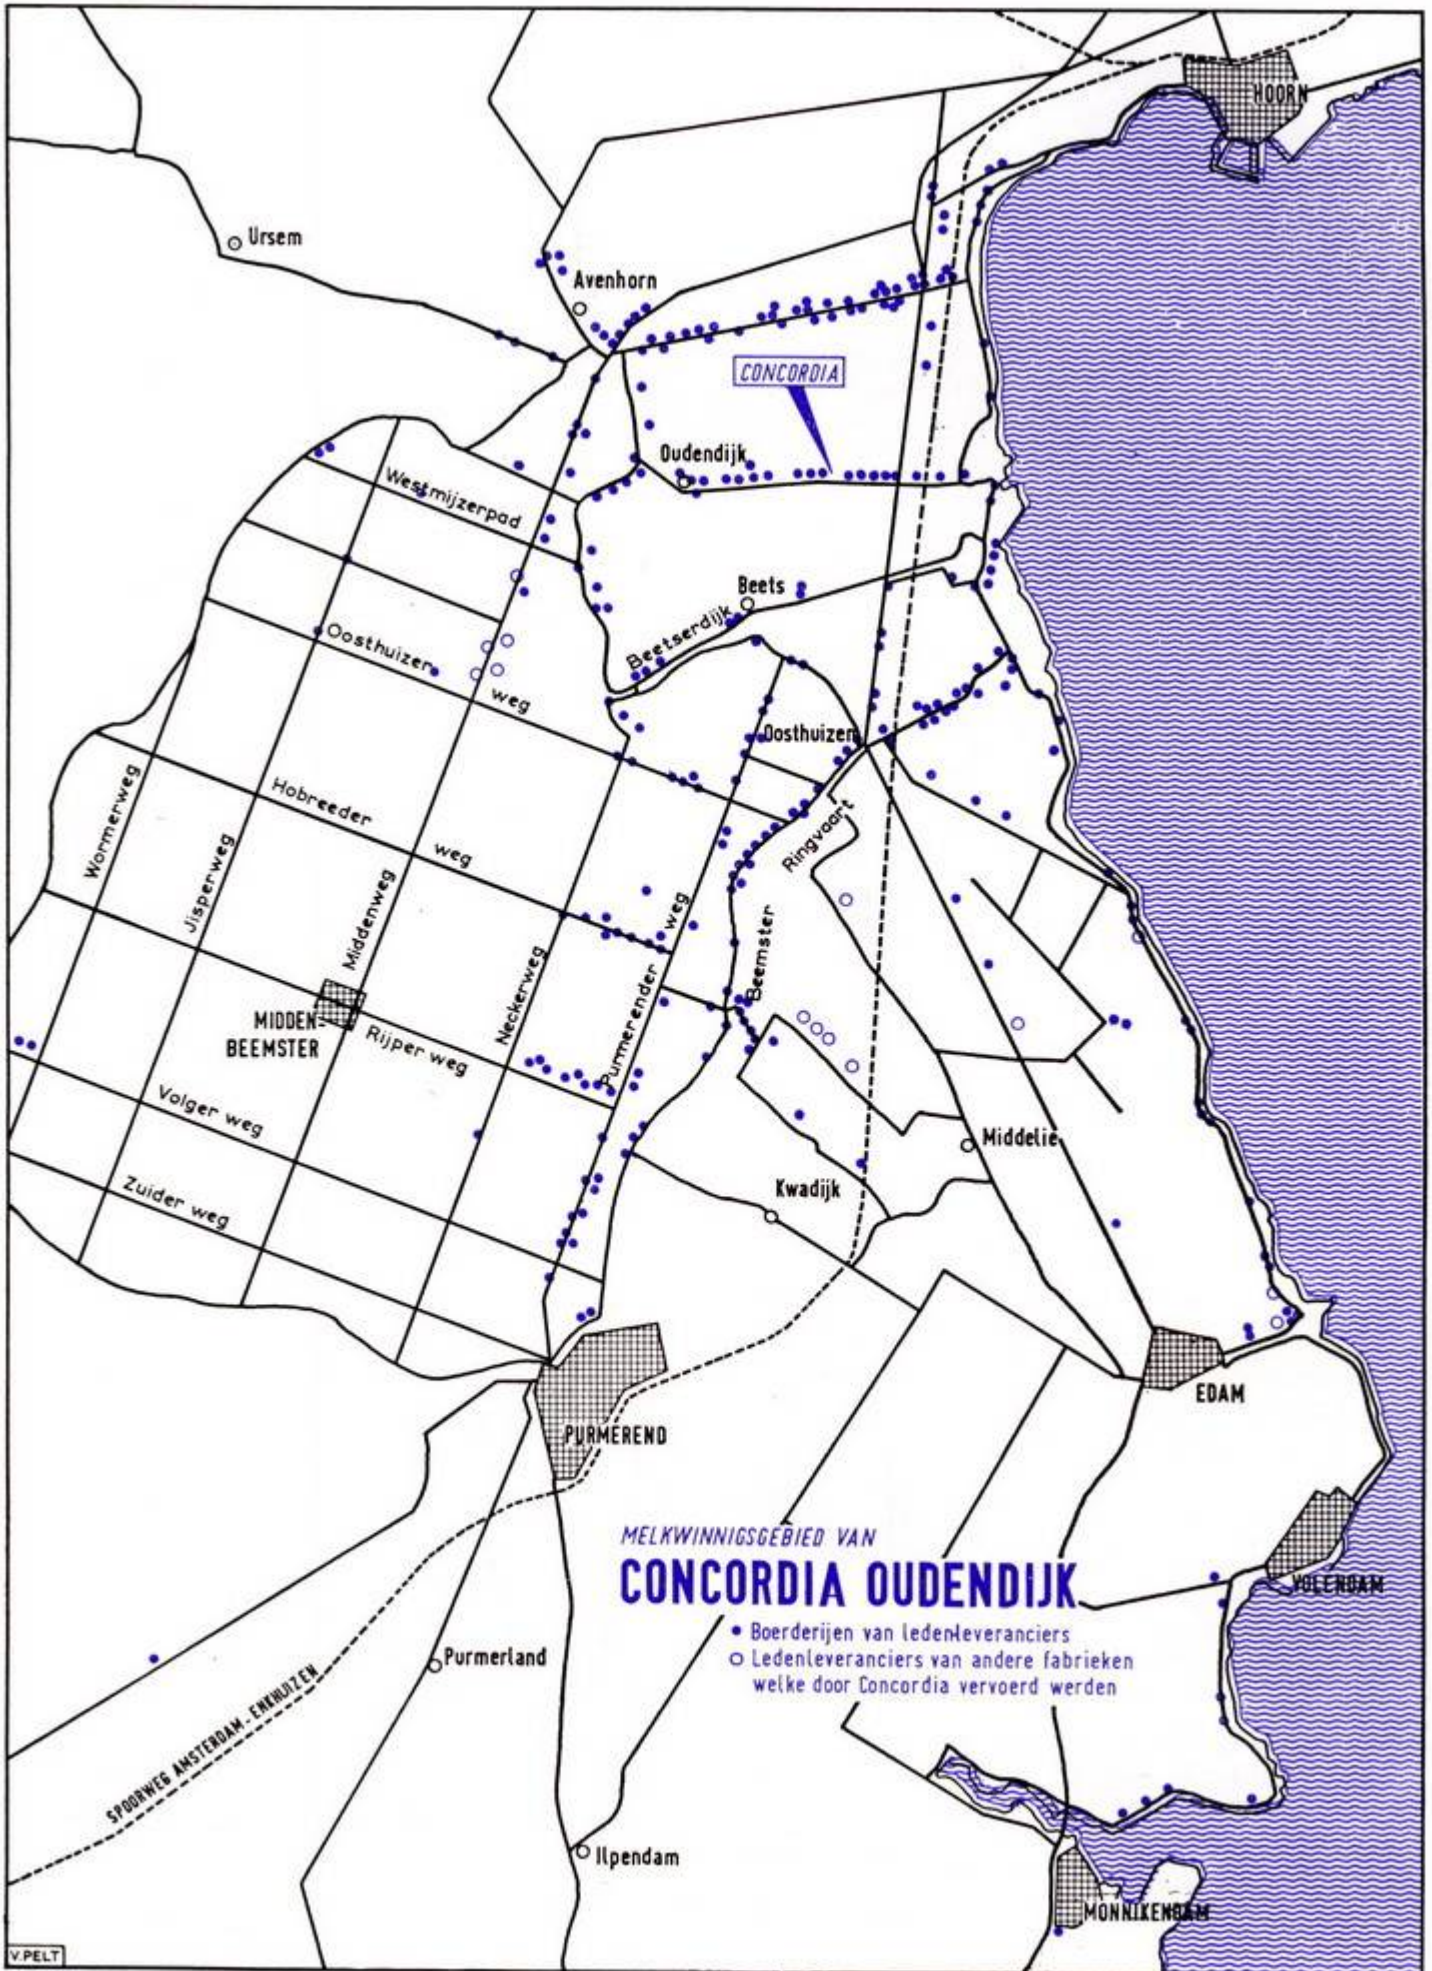 HOORN
Ursem
Avenhorn
CONCORDIA
Oudendijk
Westmijzerpad
Beets
Beetserdijk
Oosthuizer
weg
Oosthuizen
Wormerweg
Hobreeder
weg
Ringvaart
Jisperweg
Middenweg
weg
Beemster
Neckerweg
Purmerender
MIDDEN-
BEEMSTER
Rijper weg
Volger weg
Middelie
Zuider weg
Kwadijk
EDAM
PURMEREND
MELKWINNIGSGEBIED VAN
CONCORDIA OUDENDIJK
VOLENDAM
Boerderijen van ledenleveranciers
Ledenleveranciers van andere fabrieken
welke door Concordia vervoerd werden
Purmerland
SPOORWEG AMSTERDAM - ENKHUIZEN
Ilpendam
MONNIKENDAM
V.PELT